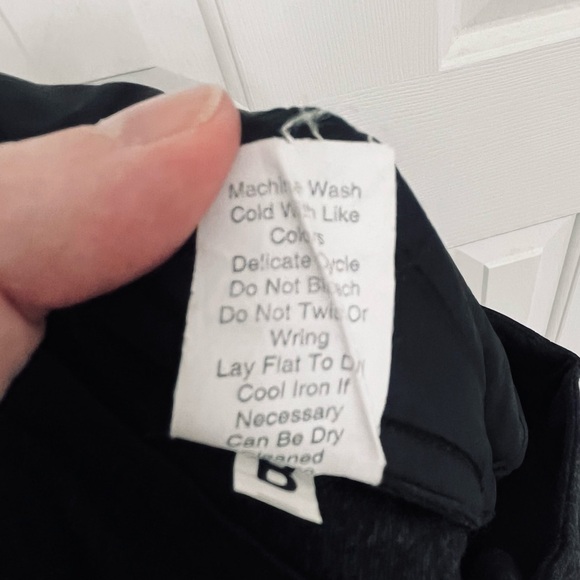 Machine Wash
Cold With Like
Colors
Delicate Cycle
Do Not Bleach
Do Not Twist Or
Wring
Lay Flat To Dry
Cool Iron If
Necessary
Can Be Dry
Cleaned
B